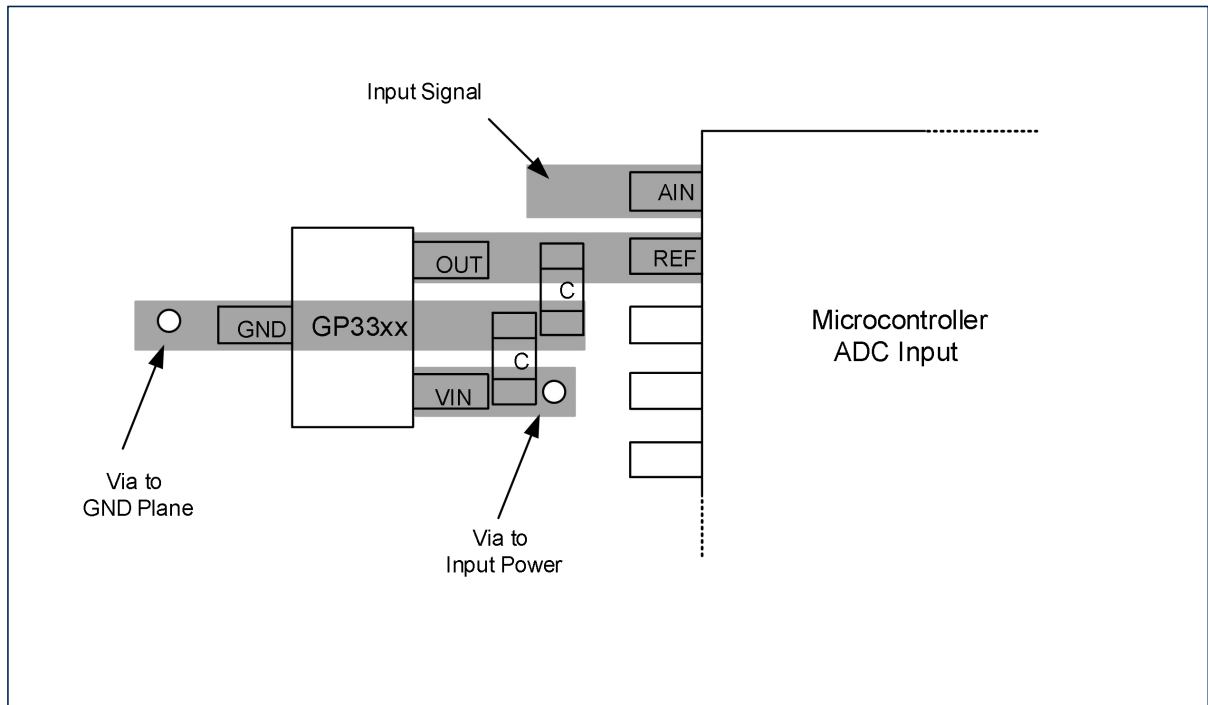 Input Signal
AIN
OUT
REF
C
GND
GP33xx
Microcontroller
ADC Input
C
VIN
Via to
GND Plane
Via to
Input Power